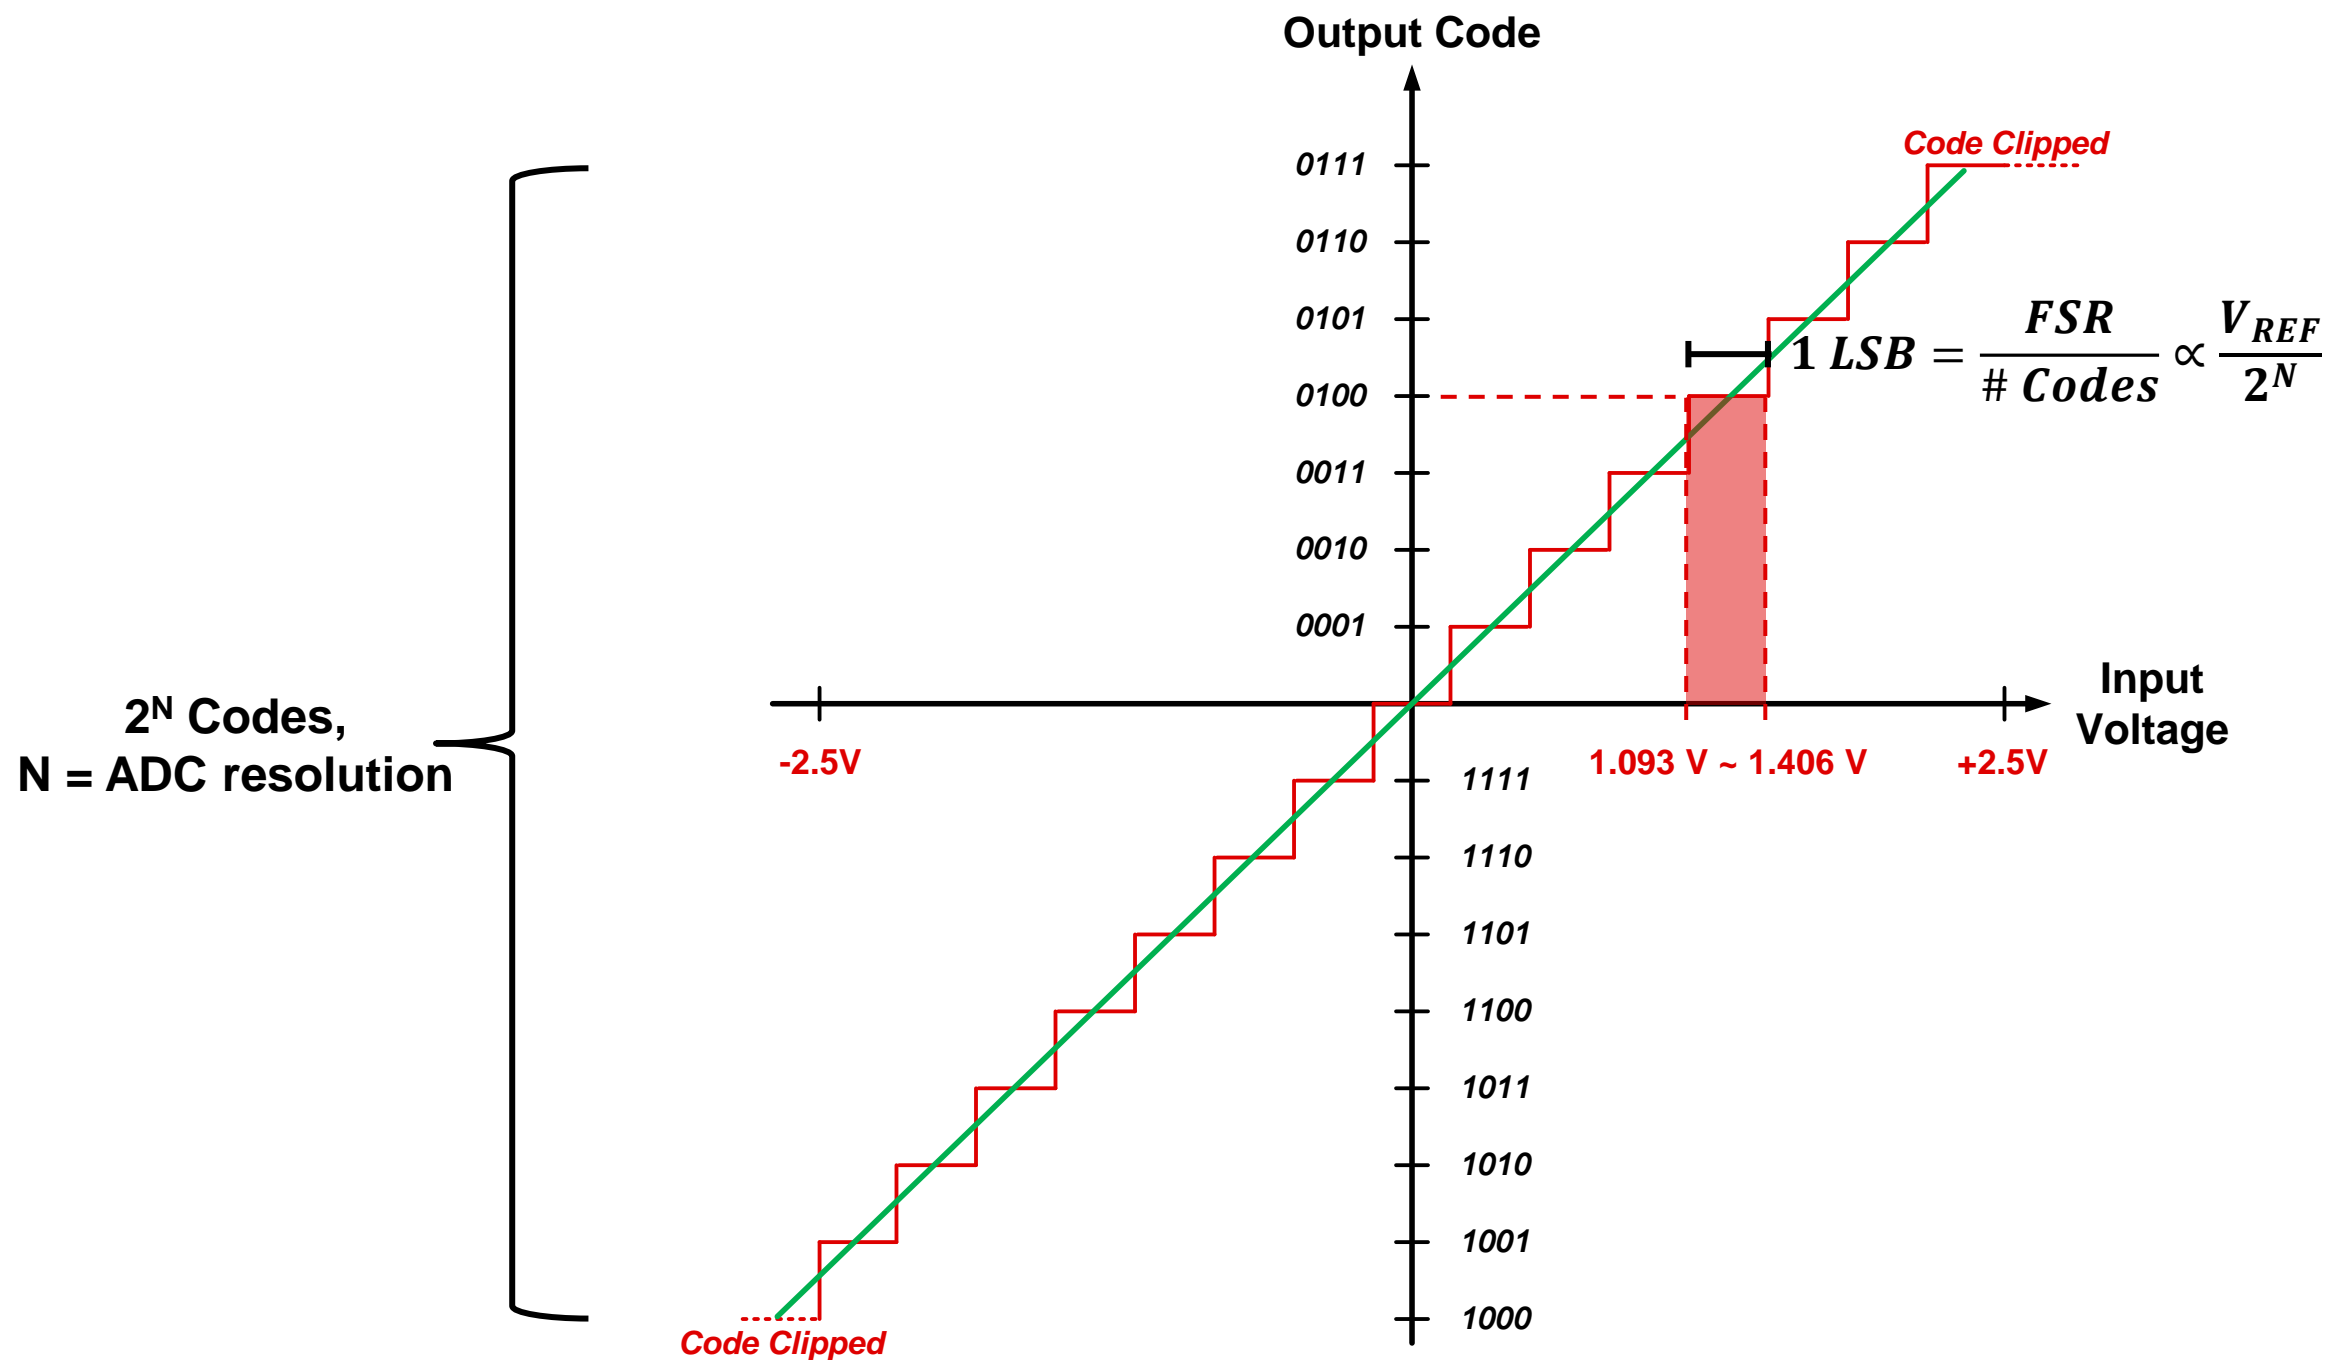 Output Code
Code Clipped
0111
0110
0101
1 LSB = FSR / # Codes ∝ V_REF / 2^N
0100
0011
0010
0001
Input
Voltage
2^N Codes,
N = ADC resolution
-2.5V
1.093 V ~ 1.406 V
+2.5V
1111
1110
1101
1100
1011
1010
1001
1000
Code Clipped